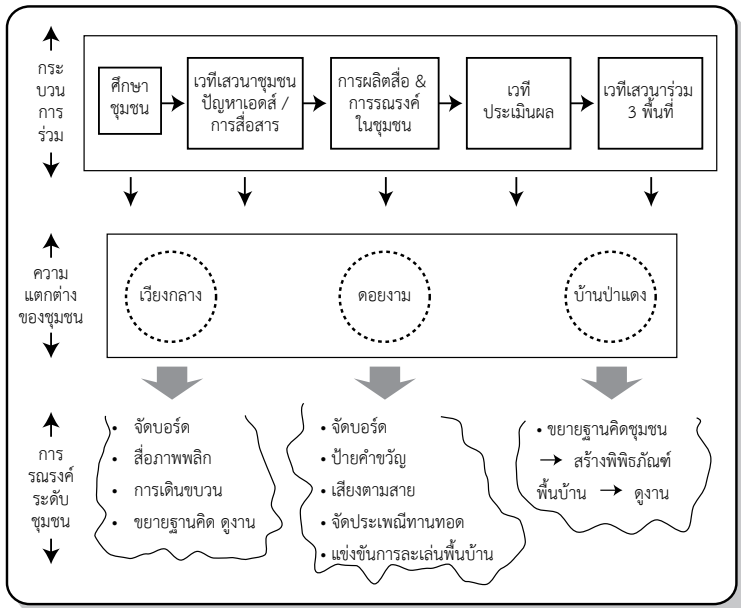 กระ
บวน
การ
ร่วม
ศึกษา
ชุมชน
เวทีเสวนาชุมชน
ปัญหาเอดส์ /
การสื่อสาร
การผลิตสื่อ &
การรณรงค์
ในชุมชน
เวที
ประเมินผล
เวทีเสวนาร่วม
3 พื้นที่
ความ
แตกต่าง
ของชุมชน
เวียงกลาง
ดอยงาม
บ้านป่าแดง
การ
รณรงค์
ระดับ
ชุมชน
• จัดบอร์ด
• สื่อภาพพลิก
• การเดินขบวน
• ขยายฐานคิด ดูงาน
• จัดบอร์ด
• ป้ายคำขวัญ
• เสียงตามสาย
• จัดประเพณีทานทอด
• แข่งขันการละเล่นพื้นบ้าน
• ขยายฐานคิดชุมชน
→ สร้างพิพิธภัณฑ์
พื้นบ้าน → ดูงาน